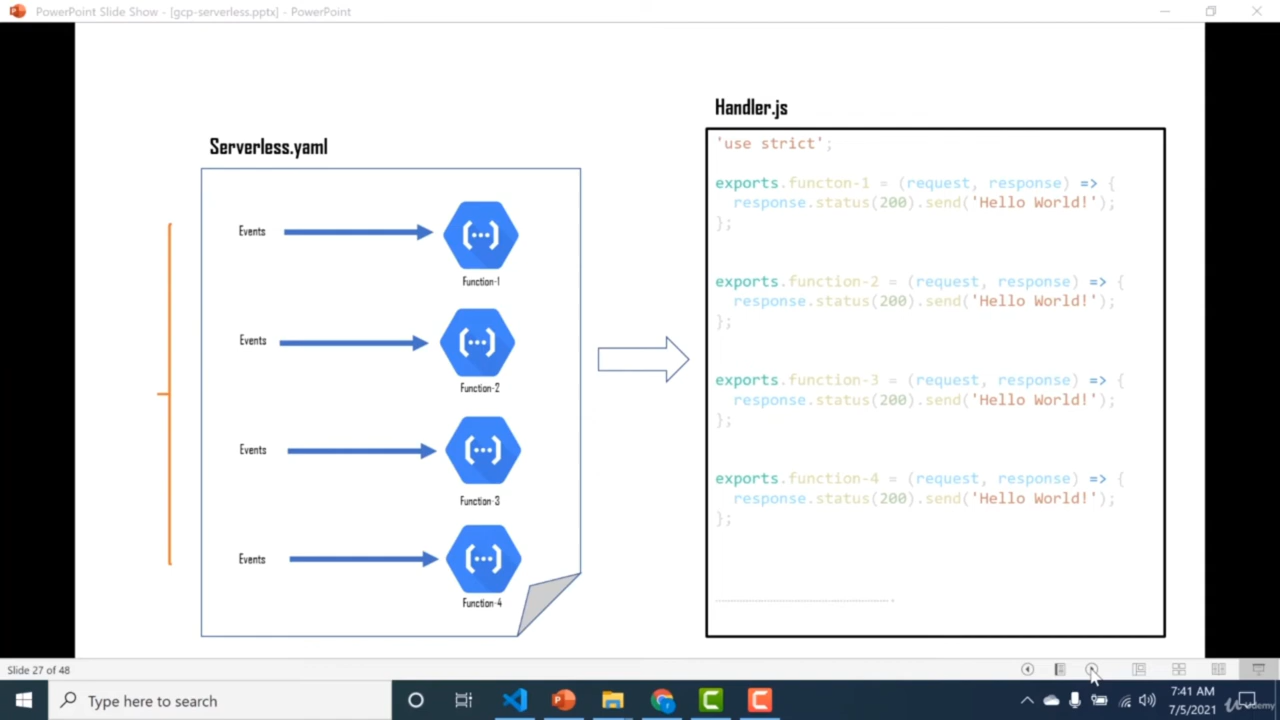 PowerPoint Slide Show - [gcp-serverless.pptx] - PowerPoint
Serverless.yaml
Events
Function-1
Events
Function-2
Events
Function-3
Events
Function-4
Handler.js
'use strict';
exports.functon-1 = (request, response) => {
response.status(200).send('Hello World!');
};
exports.function-2 = (request, response) => {
response.status(200).send('Hello World!');
};
exports.function-3 = (request, response) => {
response.status(200).send('Hello World!');
};
exports.function-4 = (request, response) => {
response.status(200).send('Hello World!');
};
Slide 27 of 48
Type here to search
7:41 AM
7/5/2021
Udemy